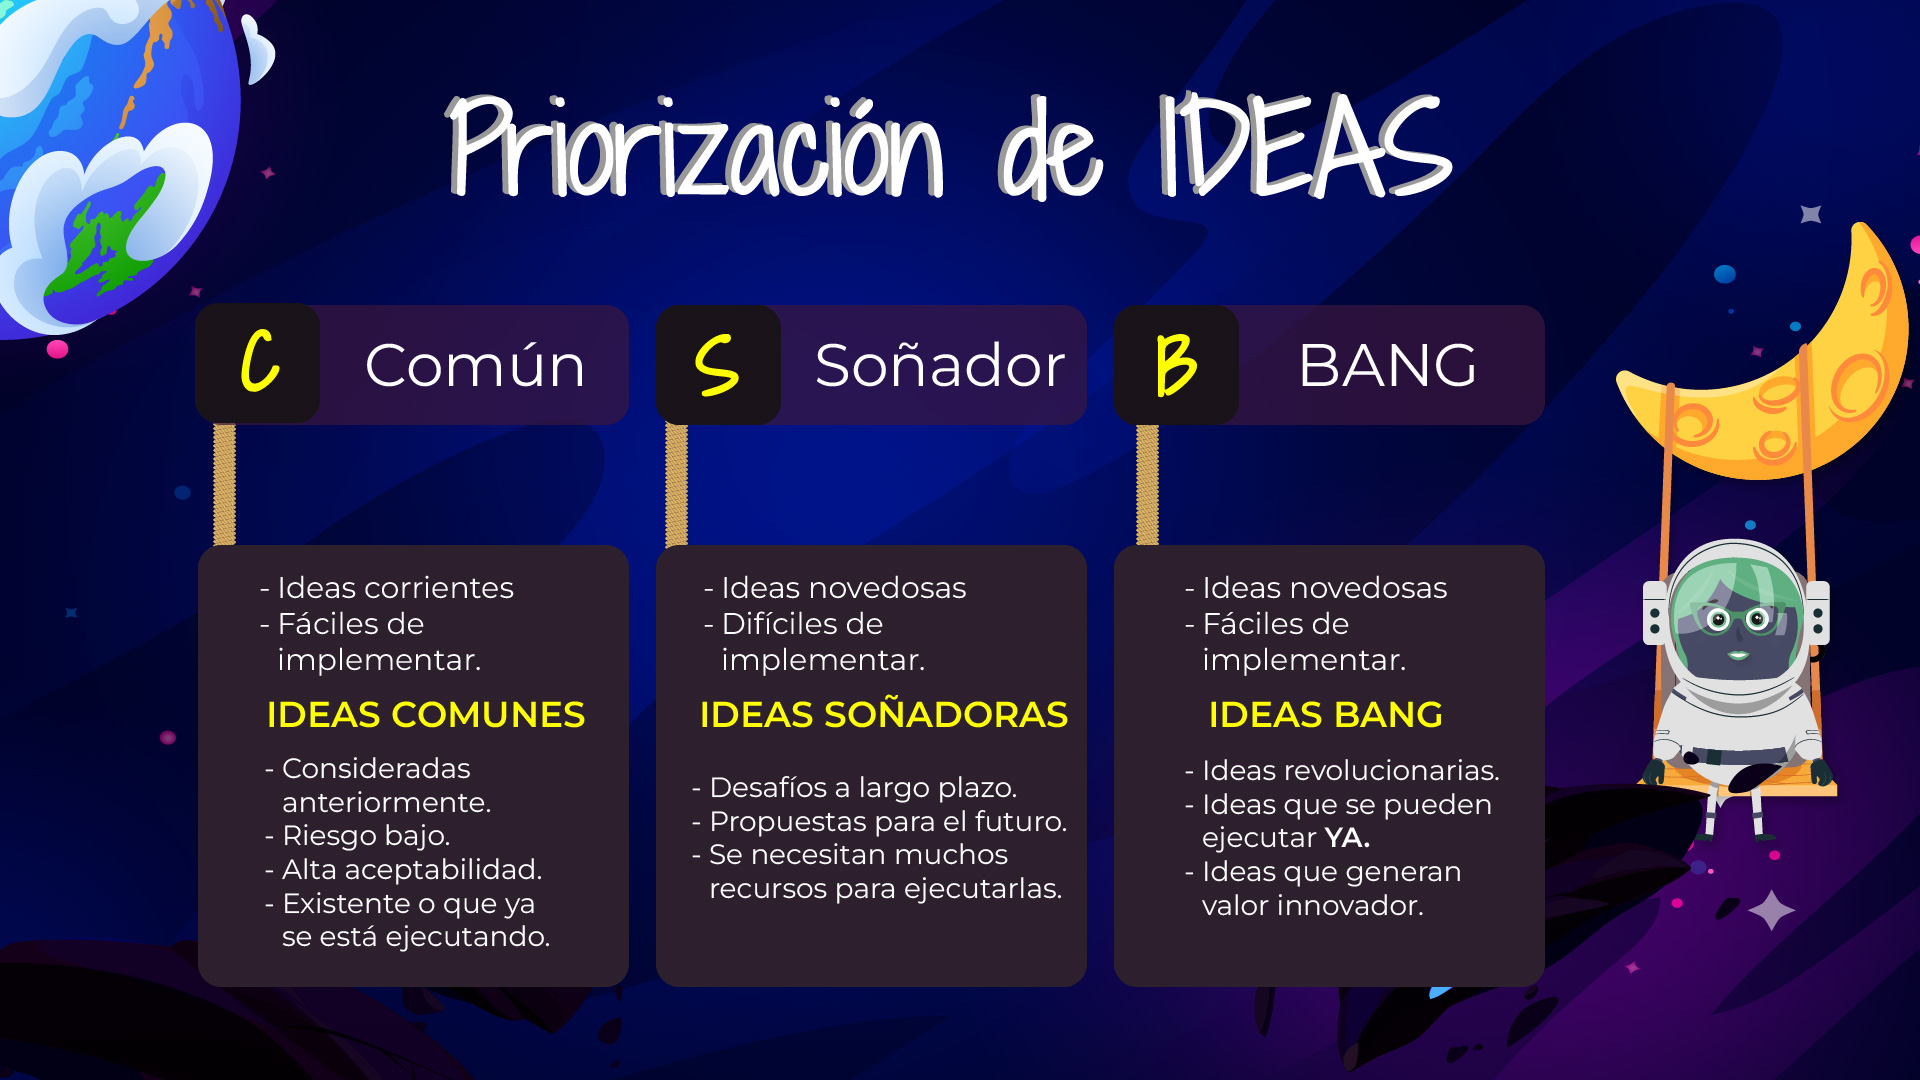 Priorización de IDEAS
C
Común
S
Soñador
B
BANG
- Ideas corrientes
- Fáciles de
implementar.
IDEAS COMUNES
- Consideradas
anteriormente.
- Riesgo bajo.
- Alta aceptabilidad.
- Existente o que ya
se está ejecutando.
- Ideas novedosas
- Difíciles de
implementar.
IDEAS SOÑADORAS
- Desafíos a largo plazo.
- Propuestas para el futuro.
- Se necesitan muchos
recursos para ejecutarlas.
- Ideas novedosas
- Fáciles de
implementar.
IDEAS BANG
- Ideas revolucionarias.
- Ideas que se pueden
ejecutar YA.
- Ideas que generan
valor innovador.